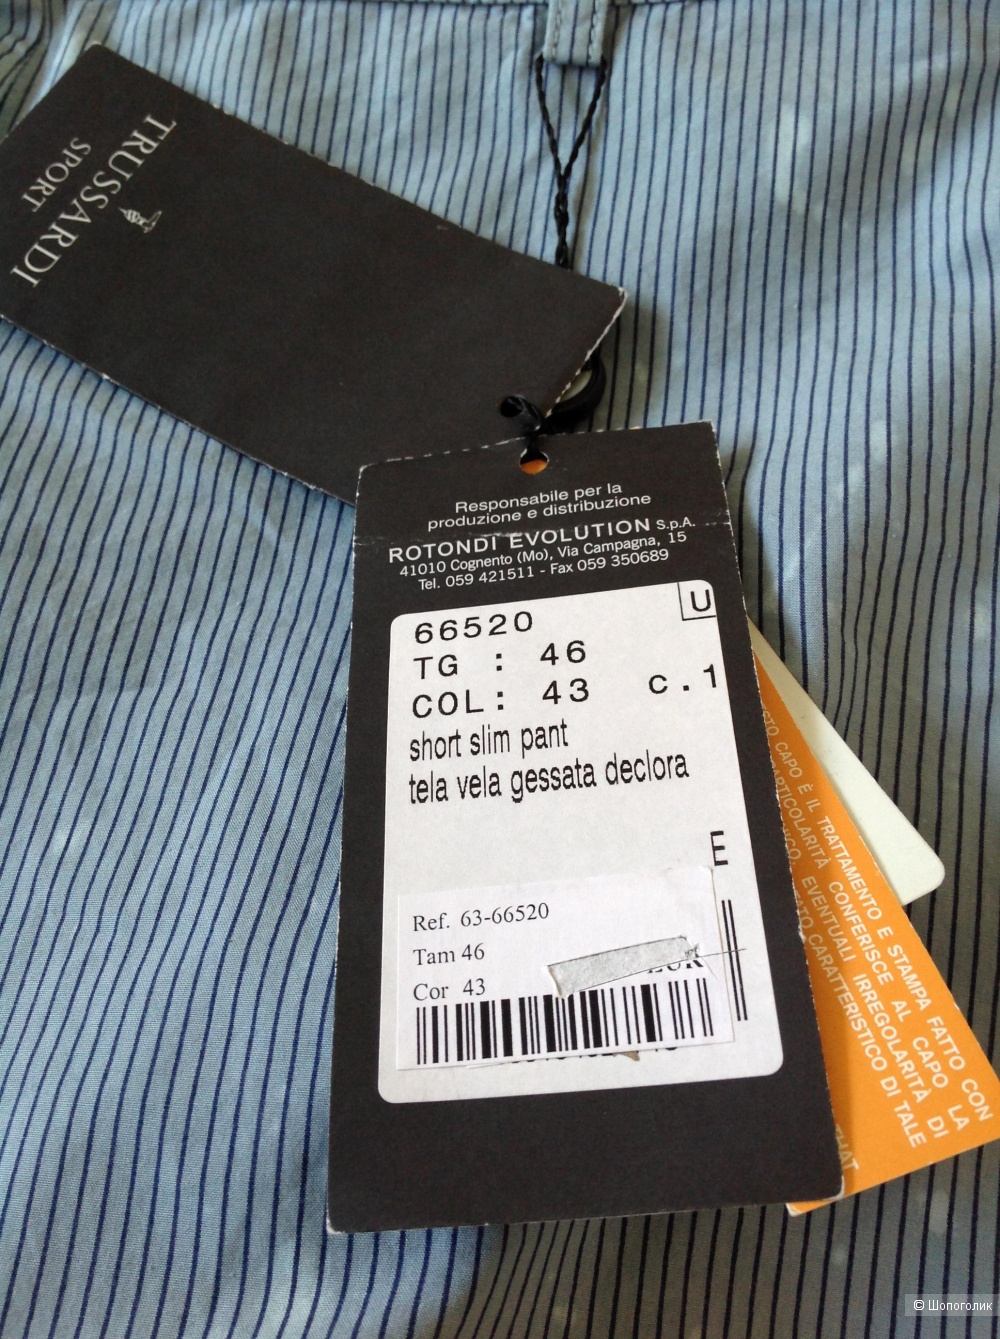 TRUSSARDI
SPORT
Responsabile per la
produzione e distribuzione
ROTONDI EVOLUTION S.p.A.
41010 Cognento (Mo), Via Campagna, 15
Tel. 059 421511 - Fax 059 350689
U
66520
TG : 46
COL: 43 c.1
short slim pant
tela vela gessata declora
E
Ref. 63-66520
Tam 46
Cor 43
CAPO È IL TRATTAMENTO E STAMPA FATTO CON
PARTICOLARITÀ CONFERISCE AL CAPO LA
EVENTUALI IRREGOLARITÀ DI
CARATTERISTICO DI TALE
© Шопоголик